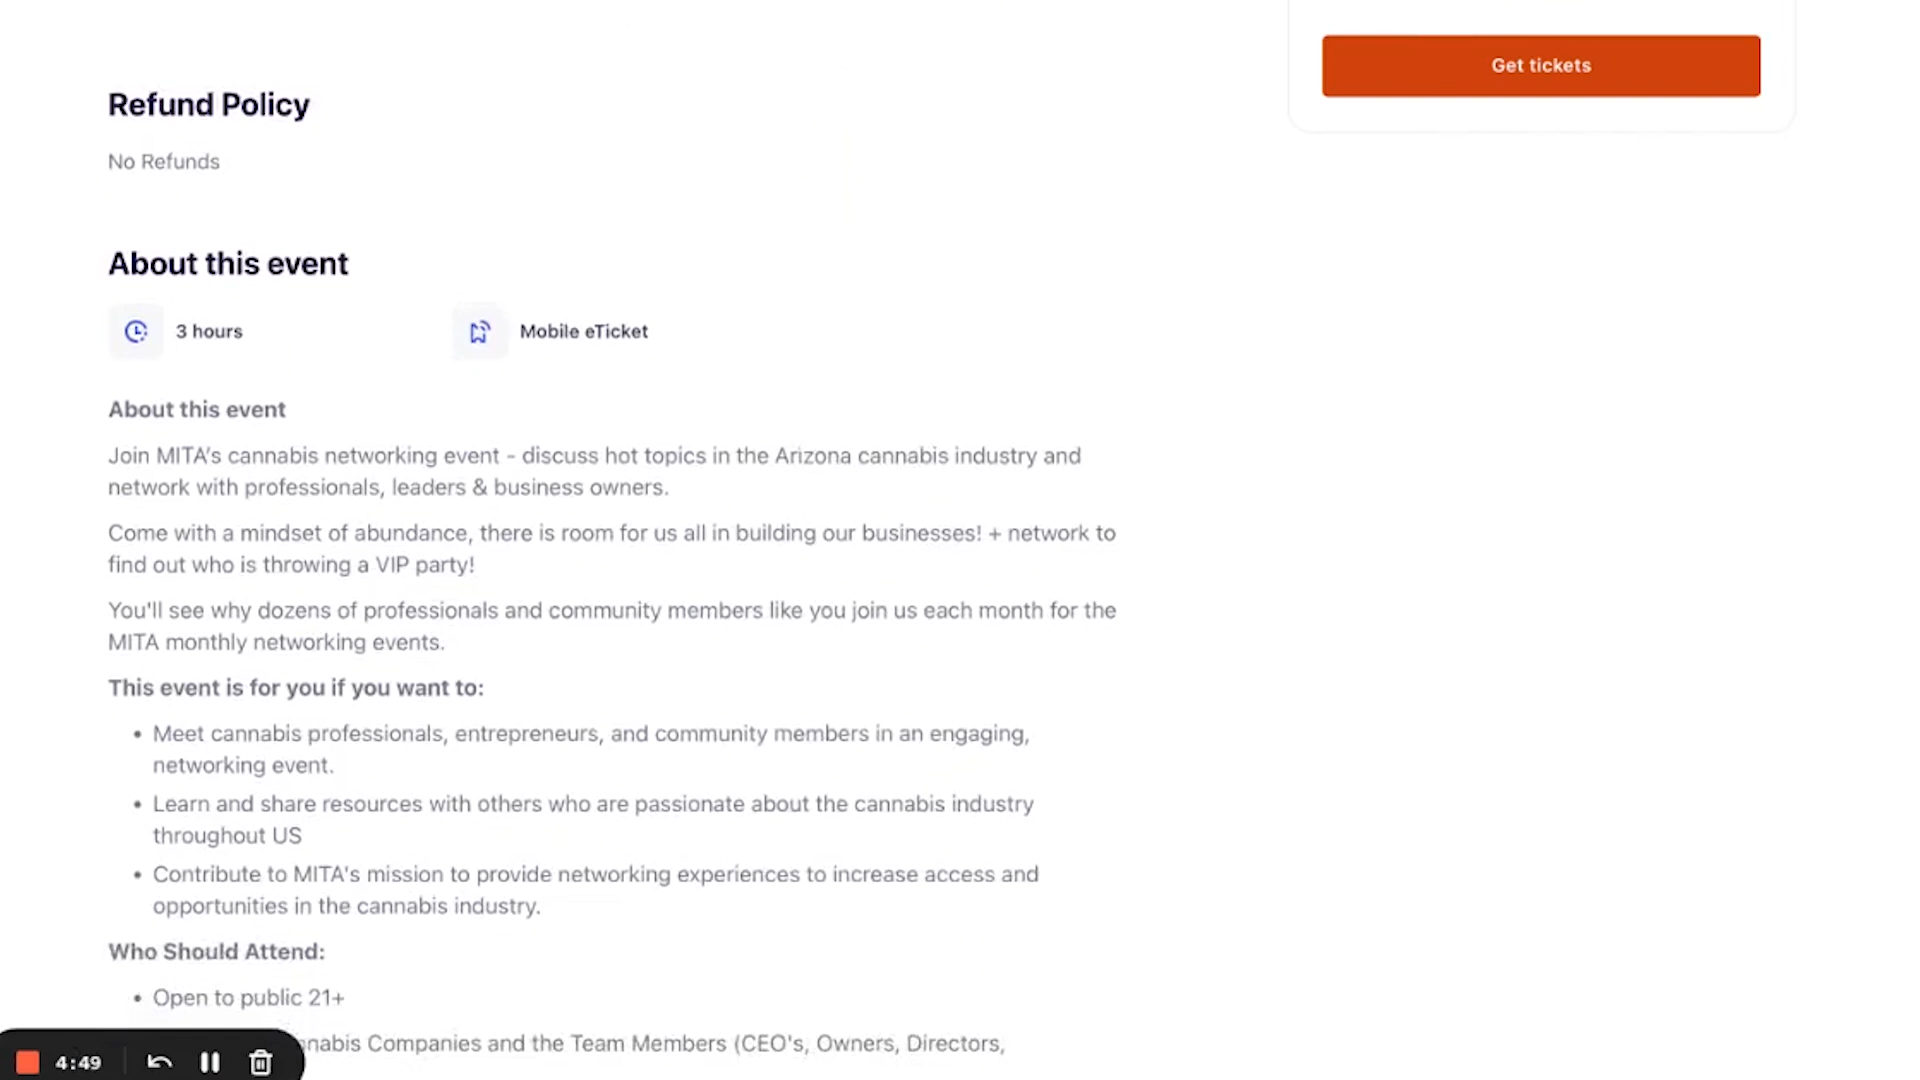 Get tickets
Refund Policy
No Refunds
About this event
3 hours
Mobile eTicket
About this event
Join MITA’s cannabis networking event - discuss hot topics in the Arizona cannabis industry and
network with professionals, leaders & business owners.
Come with a mindset of abundance, there is room for us all in building our businesses! + network to
find out who is throwing a VIP party!
You'll see why dozens of professionals and community members like you join us each month for the
MITA monthly networking events.
This event is for you if you want to:
• Meet cannabis professionals, entrepreneurs, and community members in an engaging,
networking event.
• Learn and share resources with others who are passionate about the cannabis industry
throughout US
• Contribute to MITA's mission to provide networking experiences to increase access and
opportunities in the cannabis industry.
Who Should Attend:
• Open to public 21+
Companies and the Team Members (CEO's, Owners, Directors,
4:49